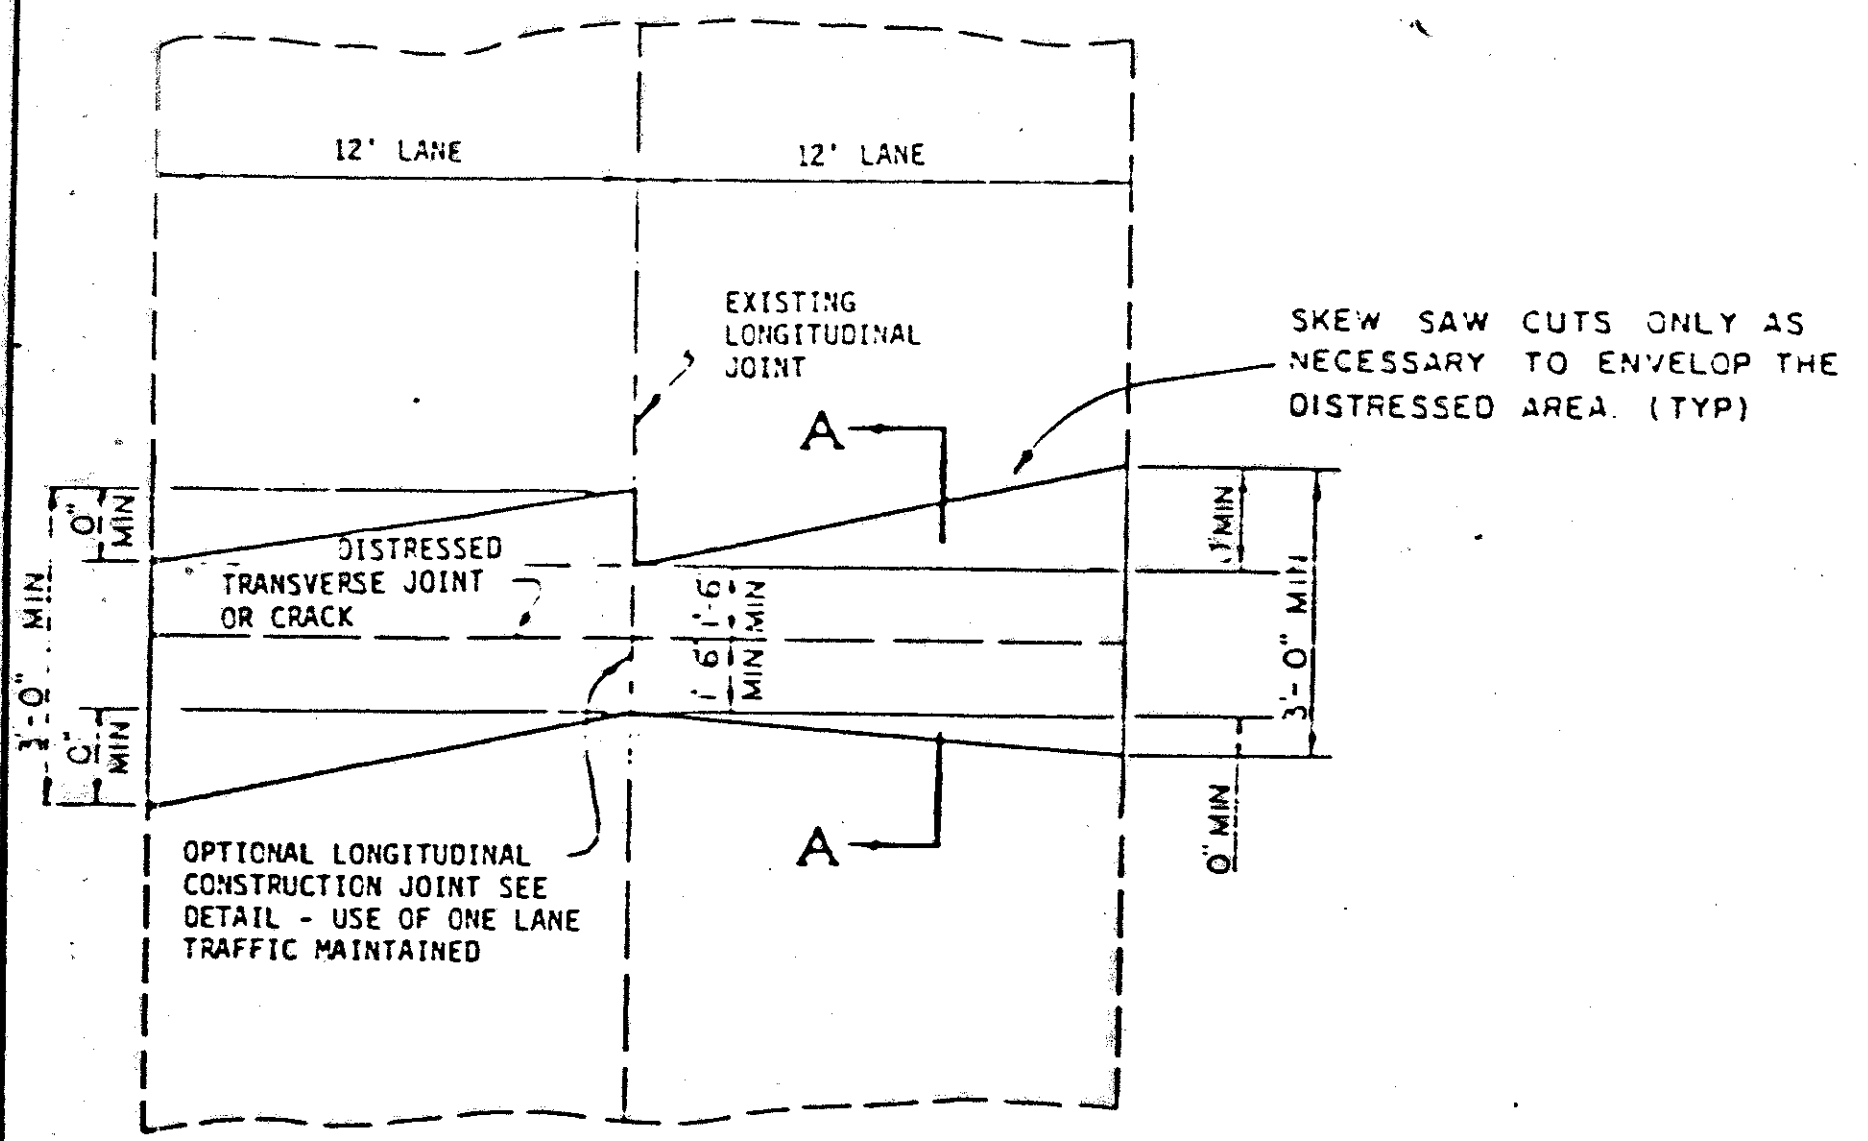 12' LANE
12' LANE
EXISTING
LONGITUDINAL
JOINT
SKEW SAW CUTS ONLY AS
NECESSARY TO ENVELOP THE
DISTRESSED AREA. (TYP)
A
0"
MIN
MIN
DISTRESSED
TRANSVERSE JOINT
OR CRACK
1'-6
MIN
1' 6"
MIN
3'-0" MIN
3'-0" MIN
MIN
0" MIN
A
OPTIONAL LONGITUDINAL
CONSTRUCTION JOINT SEE
DETAIL - USE OF ONE LANE
TRAFFIC MAINTAINED